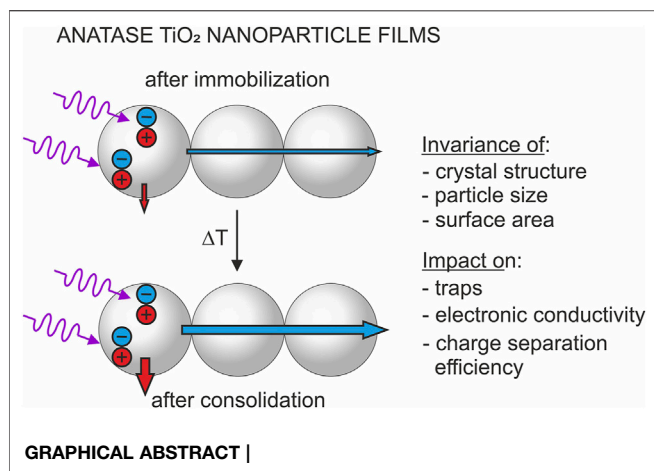 ANATASE TiO₂ NANOPARTICLE FILMS
after immobilization
− +
− +
ΔT
− +
− +
after consolidation
Invariance of:
- crystal structure
- particle size
- surface area
Impact on:
- traps
- electronic conductivity
- charge separation
efficiency
GRAPHICAL ABSTRACT |